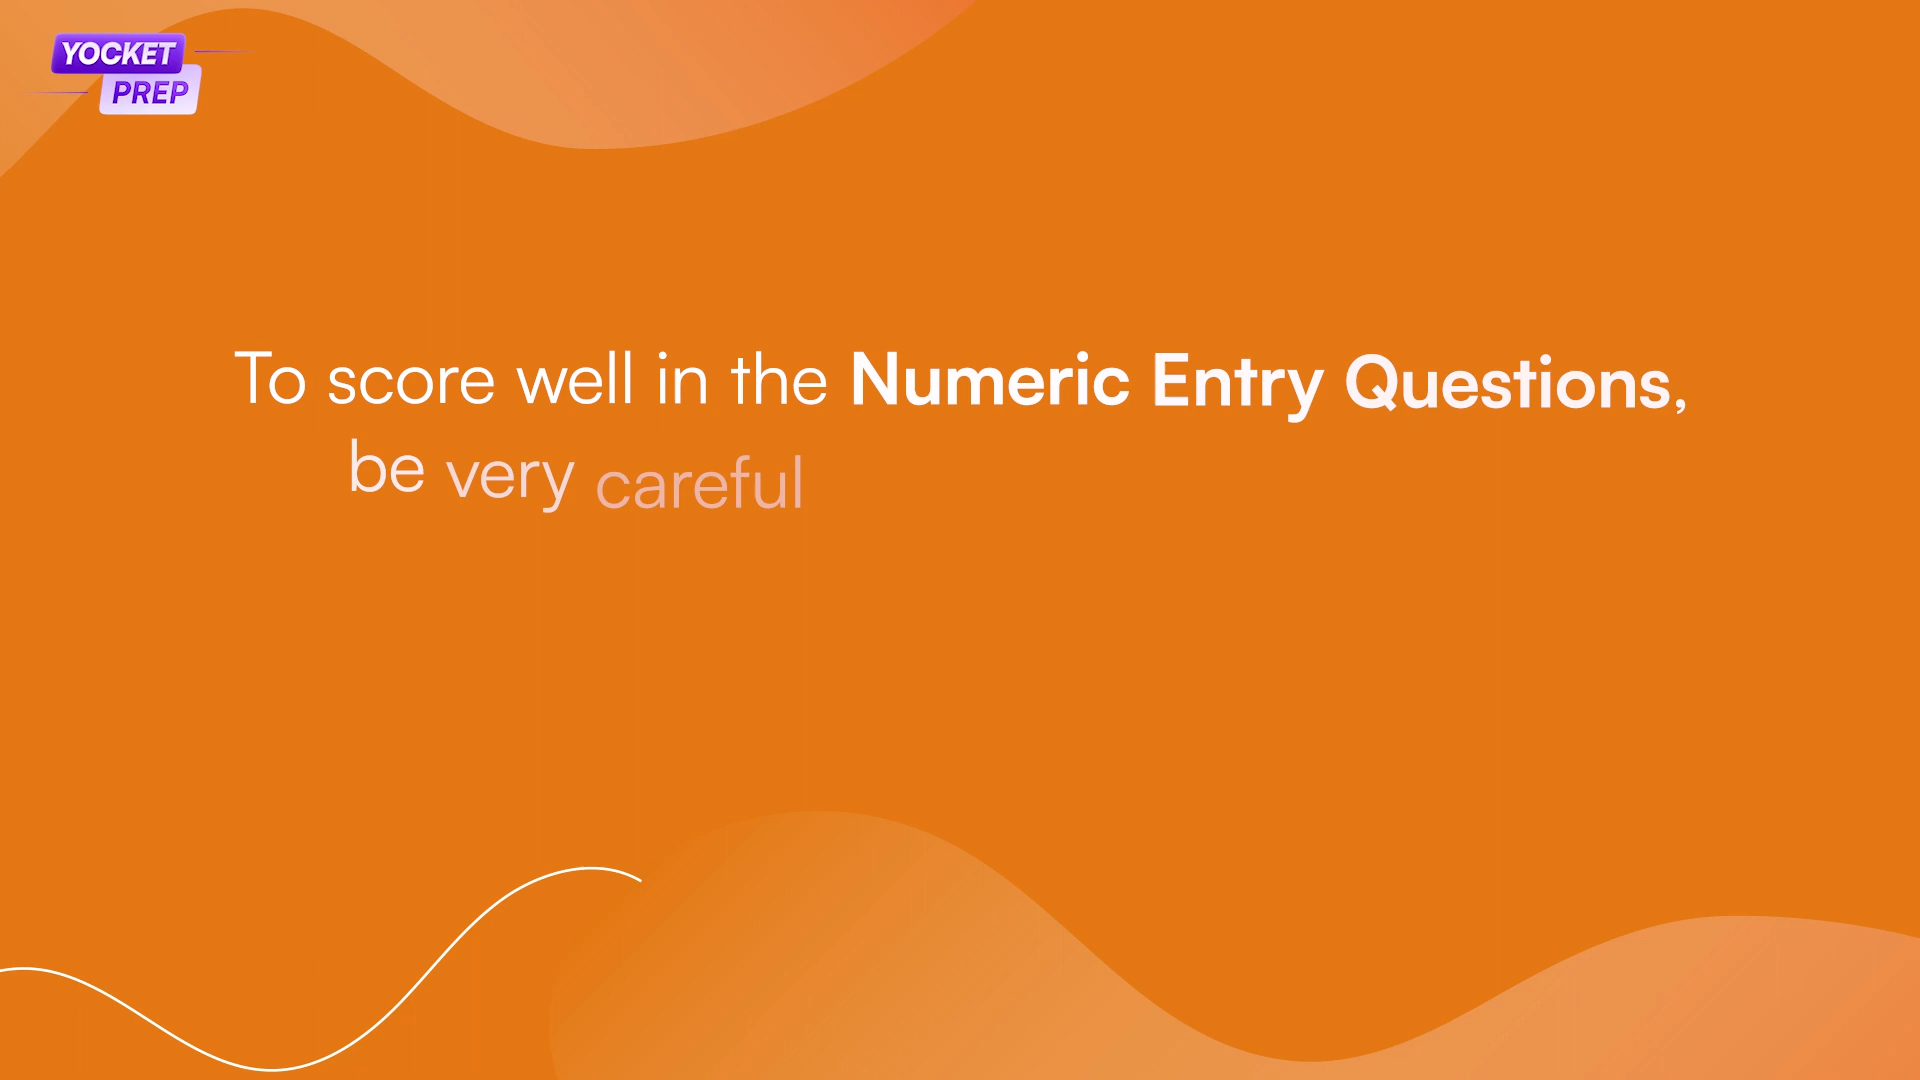 YOCKET
PREP
To score well in the Numeric Entry Questions,
be very careful